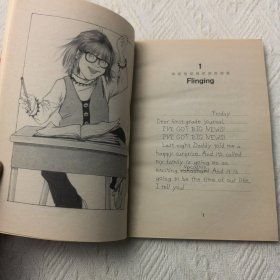 1
Flinging
Today
Dear first-grade journal,
I'VE GOT BIG NEWS!
I'VE GOT BIG NEWS!
Last night Daddy told me a
happy surprise. And it's called
our family is going on an
vacation
exciting
And it is
going to be the time of our life,
I tell you!
1